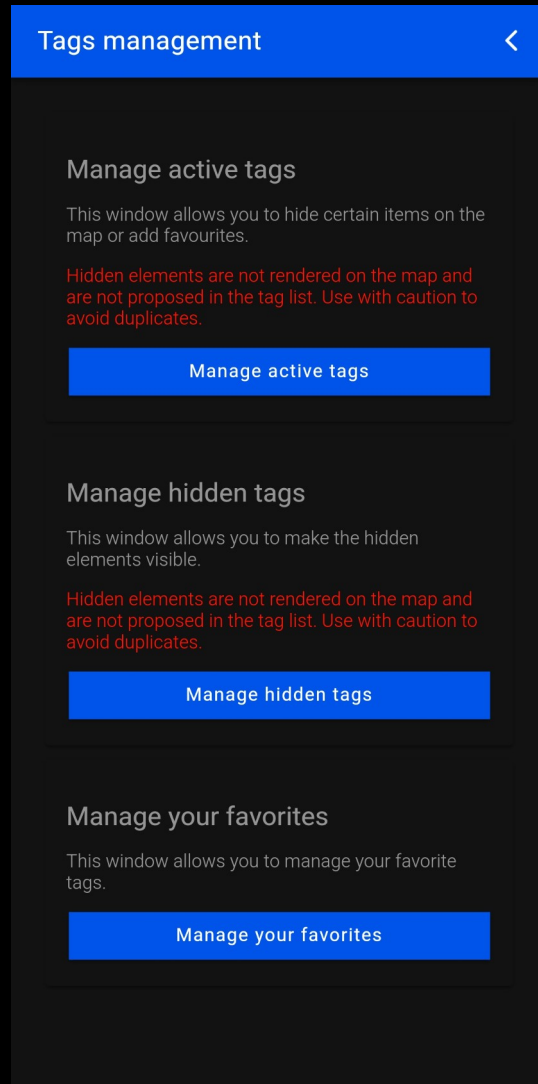 Tags management
Manage active tags
This window allows you to hide certain items on the
map or add favourites.
Hidden elements are not rendered on the map and
are not proposed in the tag list. Use with caution to
avoid duplicates.
Manage active tags
Manage hidden tags
This window allows you to make the hidden
elements visible.
Hidden elements are not rendered on the map and
are not proposed in the tag list. Use with caution to
avoid duplicates.
Manage hidden tags
Manage your favorites
This window allows you to manage your favorite
tags.
Manage your favorites